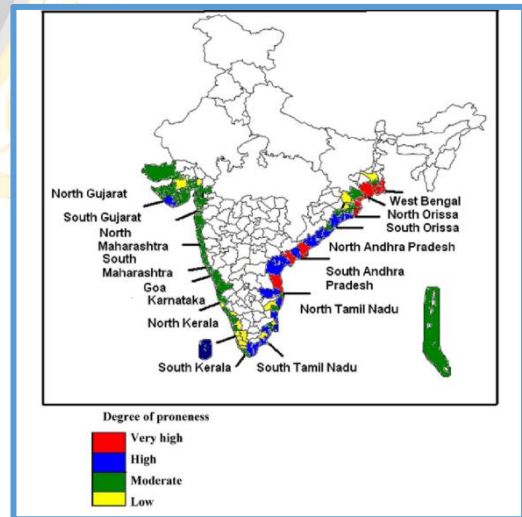 North Gujarat
South Gujarat
North
Maharashtra
South
Maharashtra
Goa
Karnataka
North Kerala
South Kerala
South Tamil Nadu
West Bengal
North Orissa
South Orissa
North Andhra Pradesh
South Andhra
Pradesh
North Tamil Nadu
Degree of proneness
Very high
High
Moderate
Low